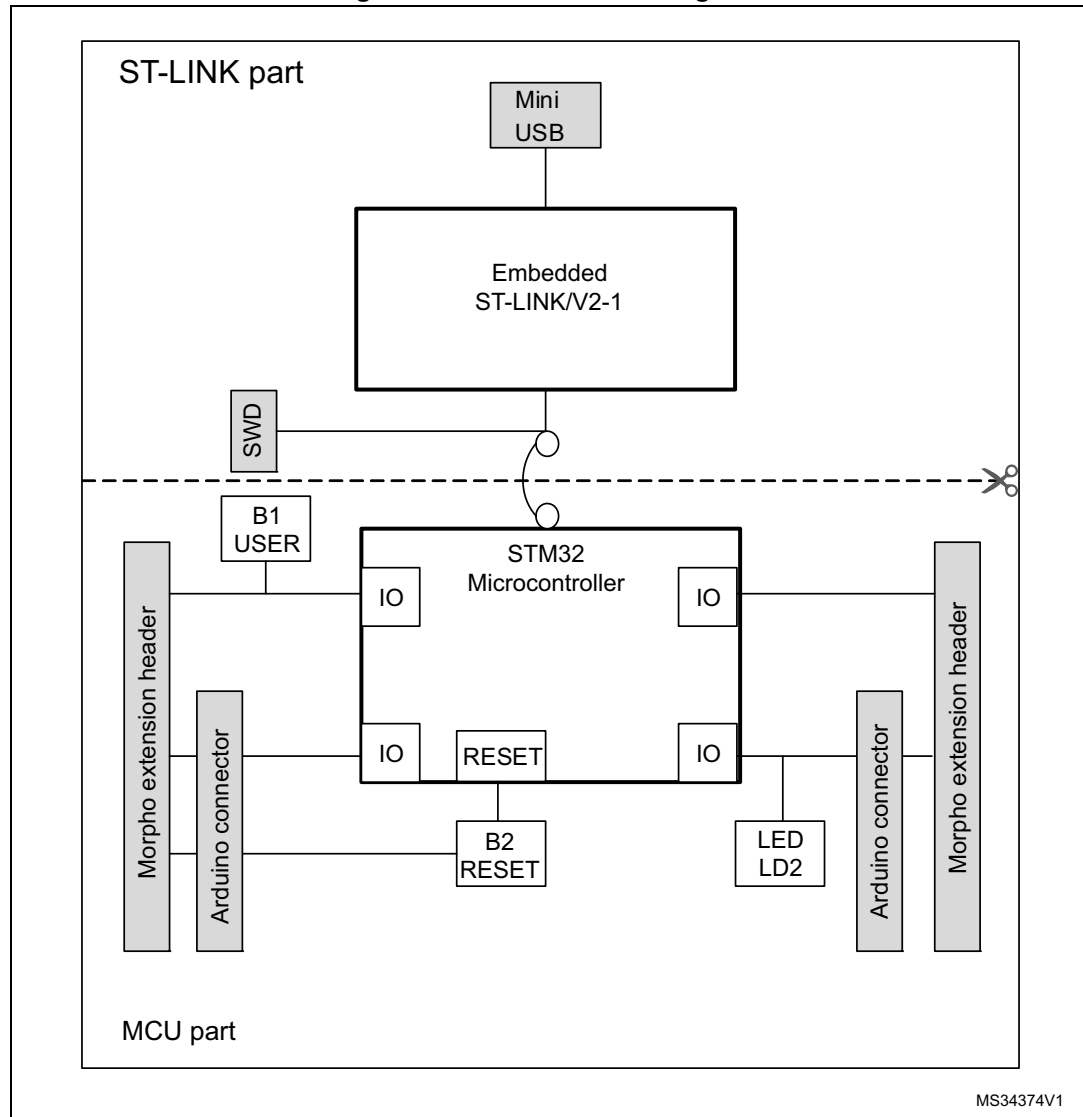 ST-LINK part
Mini
USB
Embedded
ST-LINK/V2-1
SWD
B1
USER
STM32
Microcontroller
IO
IO
Morpho extension header
Arduino connector
IO
RESET
IO
Arduino connector
Morpho extension header
B2
RESET
LED
LD2
MCU part
MS34374V1